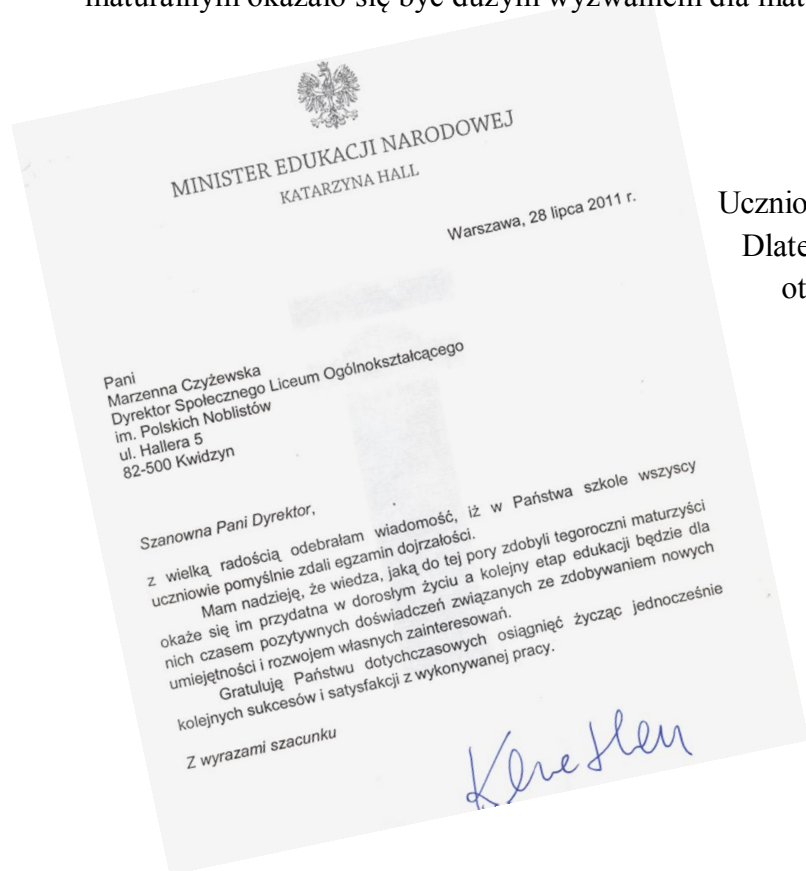 maturalnym okazało się być dużym wyzwaniem dla
MINISTER EDUKACJI NARODOWEJ
KATARZYNA HALL
Warszawa, 28 lipca 2011 r.
Pani
Marzenna Czyżewska
Dyrektor Społecznego Liceum Ogólnokształcącego
im. Polskich Noblistów
ul. Hallera 5
82-500 Kwidzyn
Szanowna Pani Dyrektor,
z wielką radością odebrałam wiadomość, iż w Państwa szkole wszyscy
uczniowie pomyślnie zdali egzamin dojrzałości.
Mam nadzieję, że wiedza, jaką do tej pory zdobyli tegoroczni maturzyści
okaże się im przydatna w dorosłym życiu a kolejny etap edukacji będzie dla
nich czasem pozytywnych doświadczeń związanych ze zdobywaniem nowych
umiejętności i rozwojem własnych zainteresowań.
Gratuluję Państwu dotychczasowych osiągnięć życząc jednocześnie
kolejnych sukcesów i satysfakcji z wykonywanej pracy.
Z wyrazami szacunku